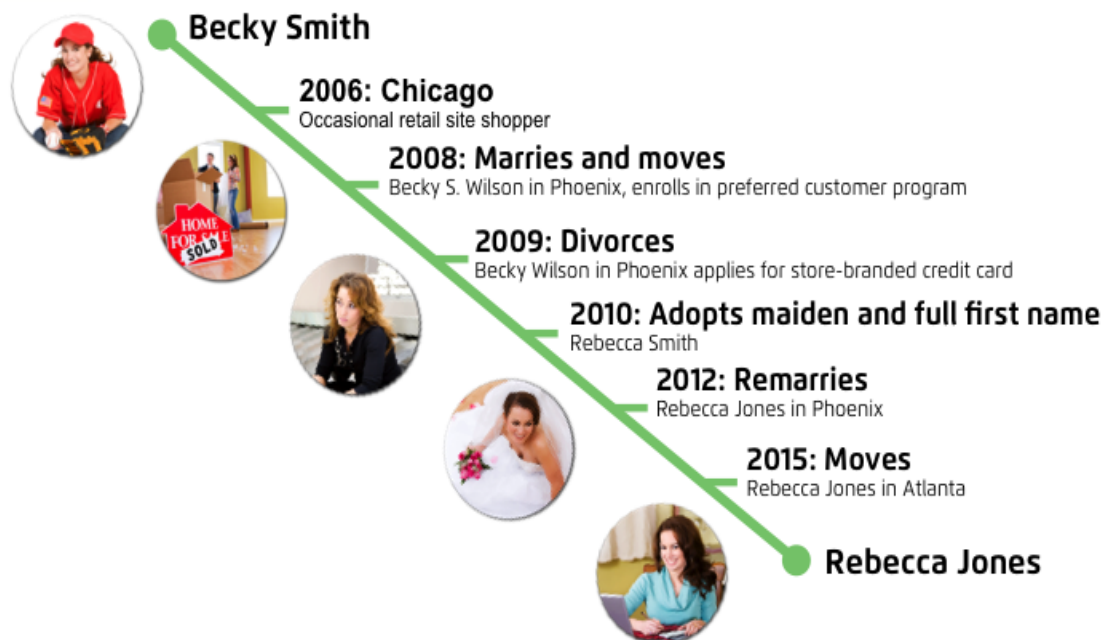 Becky Smith
2006: Chicago
Occasional retail site shopper
2008: Marries and moves
Becky S. Wilson in Phoenix, enrolls in preferred customer program
HOME
FOR SALE
SOLD
2009: Divorces
Becky Wilson in Phoenix applies for store-branded credit card
2010: Adopts maiden and full first name
Rebecca Smith
2012: Remarries
Rebecca Jones in Phoenix
2015: Moves
Rebecca Jones in Atlanta
Rebecca Jones